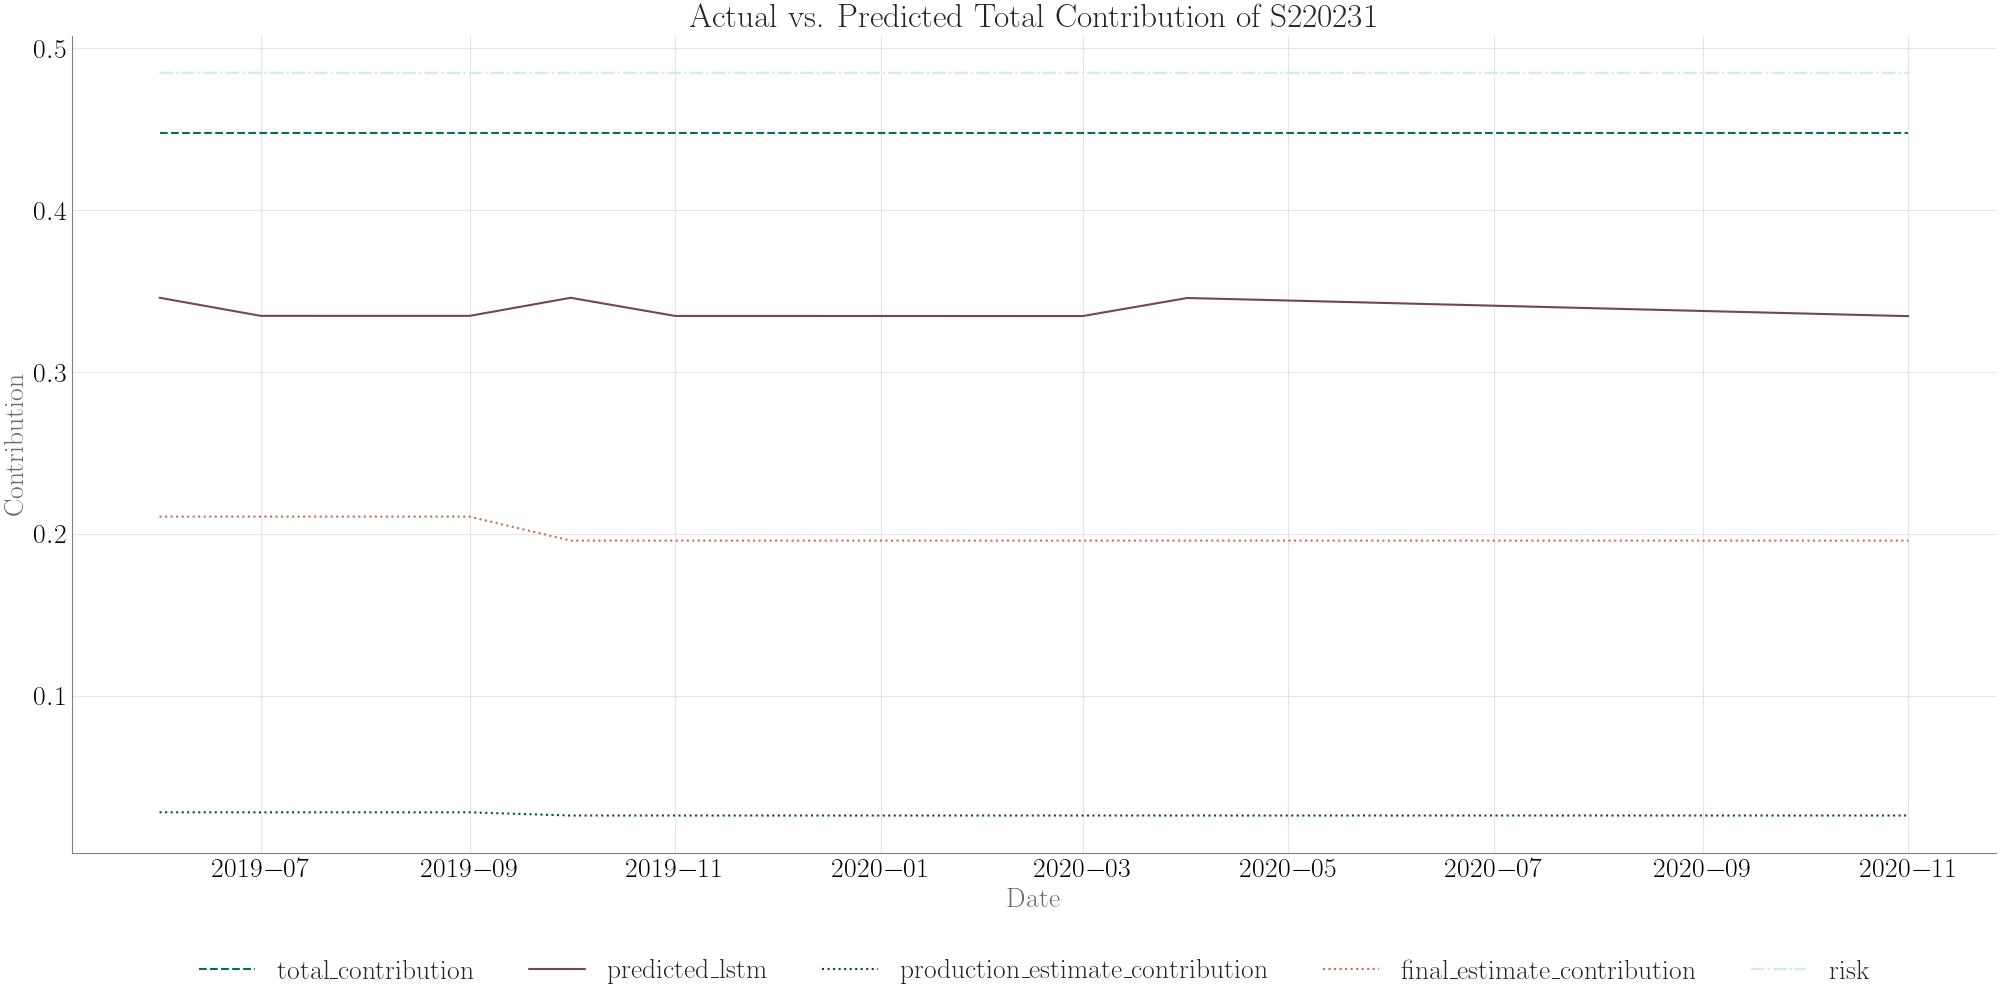 Actual vs. Predicted Total Contribution of S220231
0.5
0.4
0.3
0.2
0.1
Contribution
2019–07 2019–09 2019–11 2020–01 2020–03 2020–05 2020–07 2020–09 2020–11
Date
total_contribution predicted_lstm production_estimate_contribution final_estimate_contribution risk